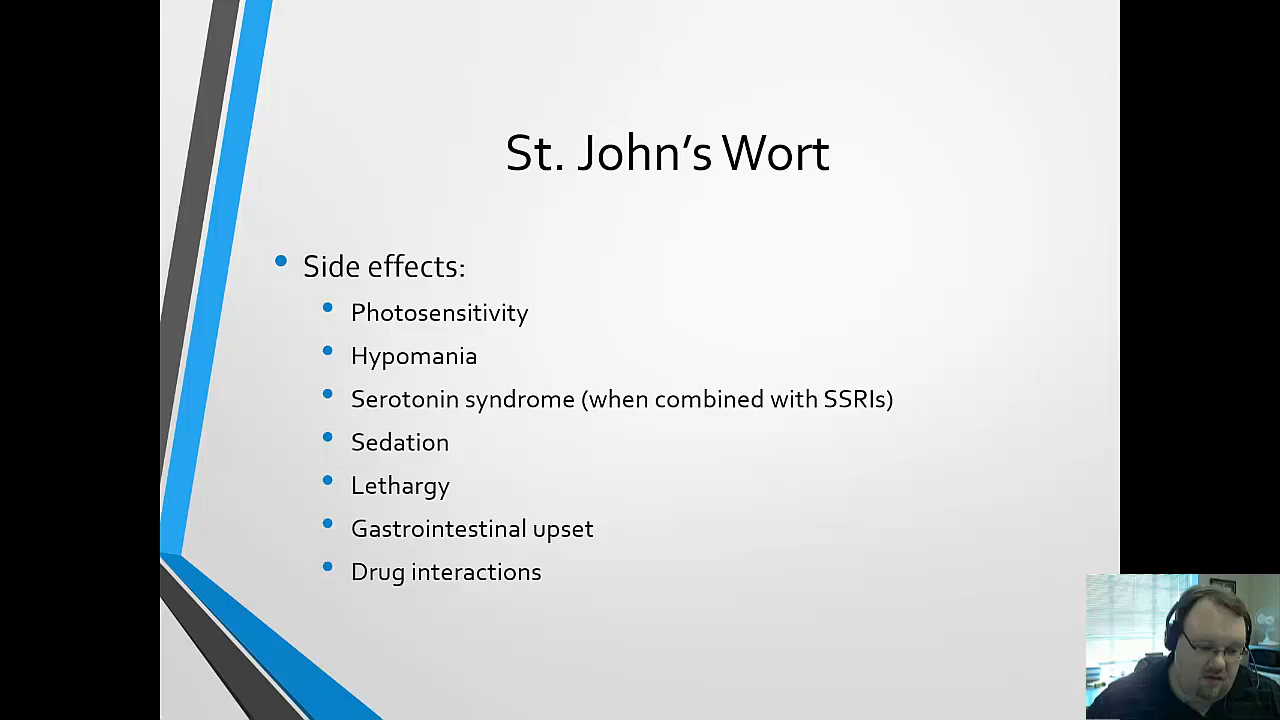 St. John’s Wort
Side effects:
Photosensitivity
Hypomania
Serotonin syndrome (when combined with SSRIs)
Sedation
Lethargy
Gastrointestinal upset
Drug interactions